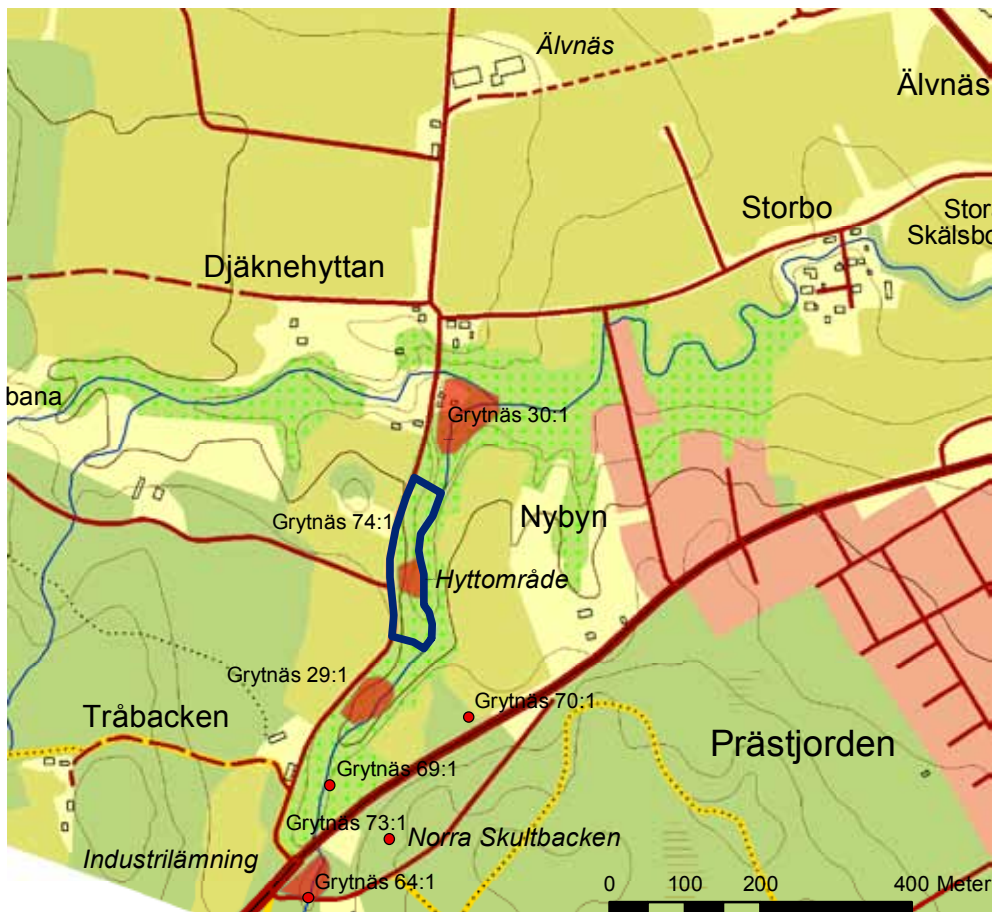 Älvnäs
Älvnäs
Storbo
Stor
Skälsbo
Djäknehyttan
bana
Grytnäs 30:1
Grytnäs 74:1
Nybyn
Hyttområde
Grytnäs 29:1
Grytnäs 70:1
Tråbacken
Prästjorden
Grytnäs 69:1
Grytnäs 73:1
Norra Skultbacken
Industrilämning
Grytnäs 64:1
0 100 200 400 Meter